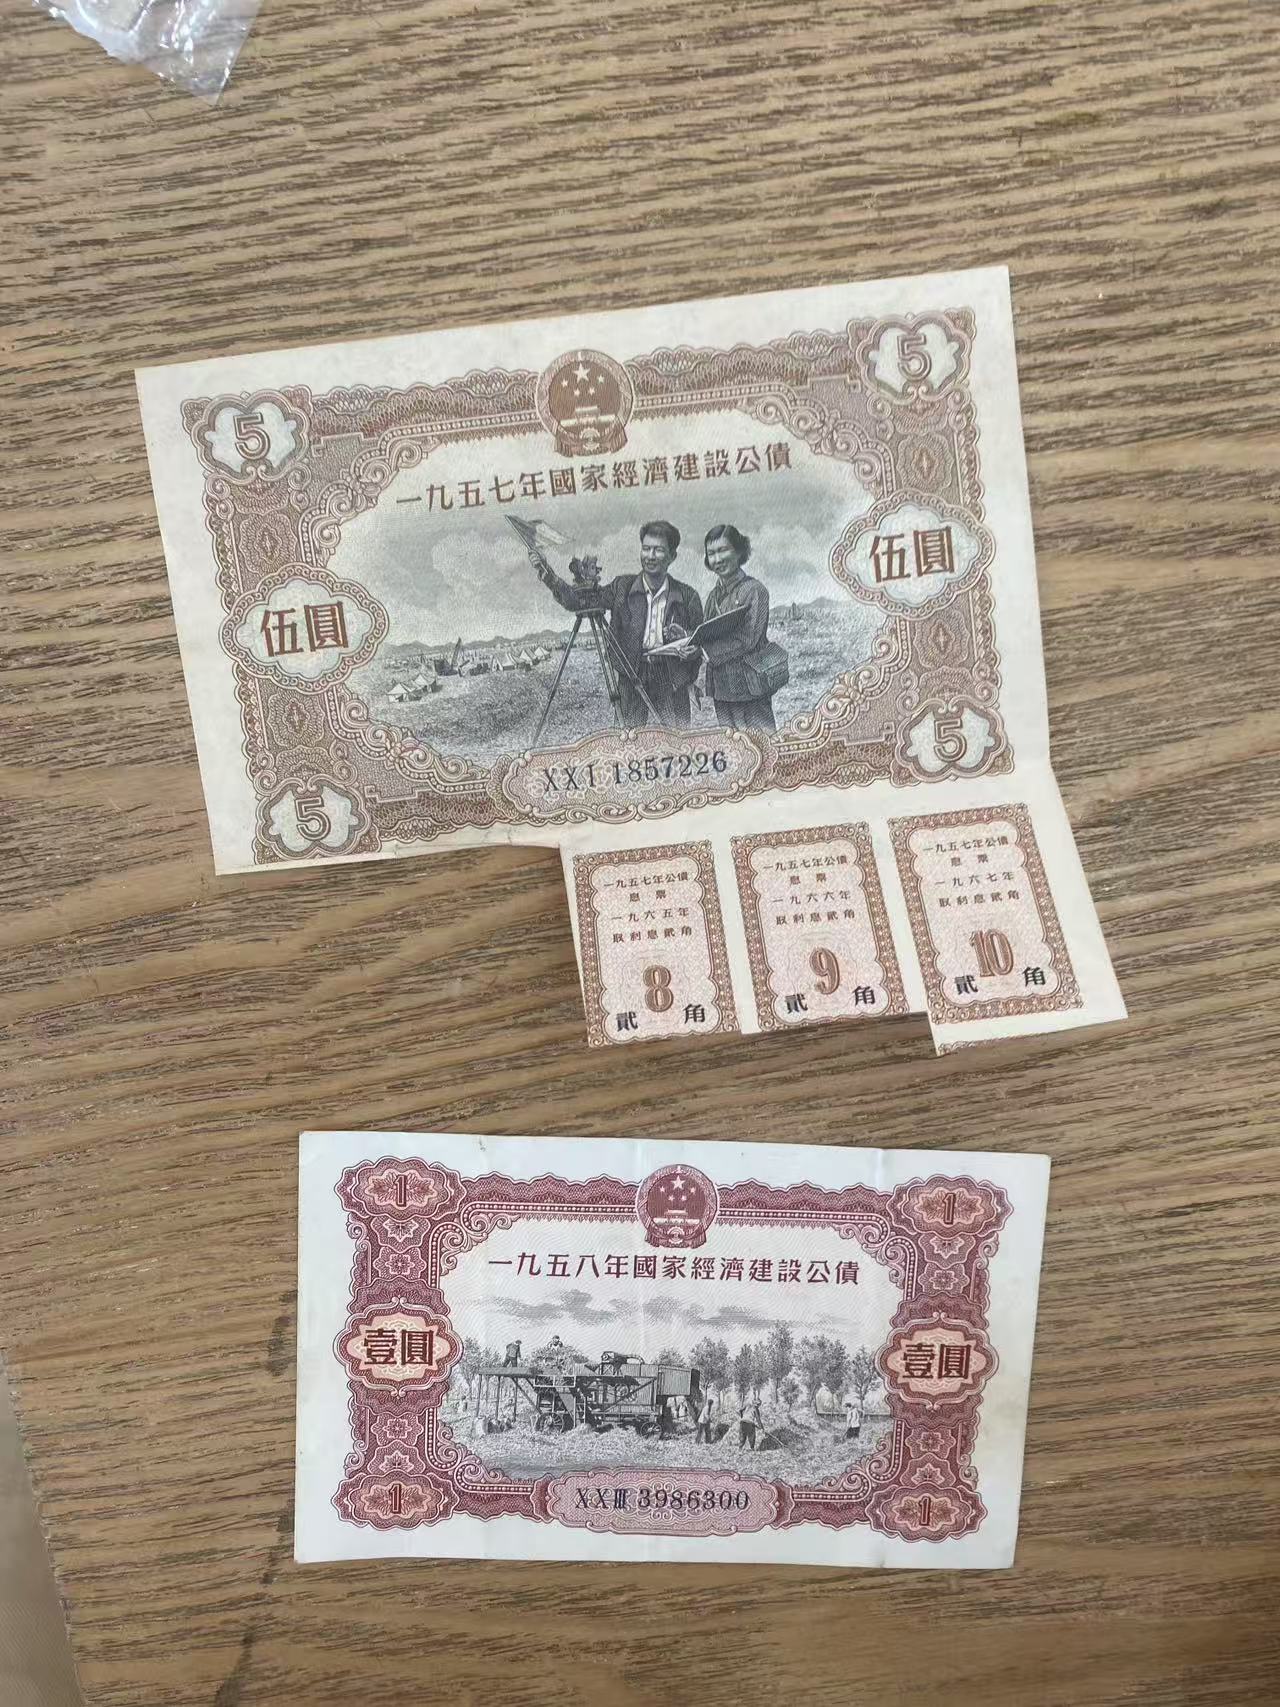 5
5
一九五七年國家經濟建設公債
伍圓
伍圓
XXI 1857226
5
5
一九五七年公債
息票
一九六五年
取利息貳角
8
貳角
一九五七年公債
息票
一九六六年
取利息貳角
9
貳角
一九五七年公債
息票
一九六七年
取利息貳角
10
貳角
1
1
一九五八年國家經濟建設公債
壹圓
壹圓
XXⅢ 3986300
1
1